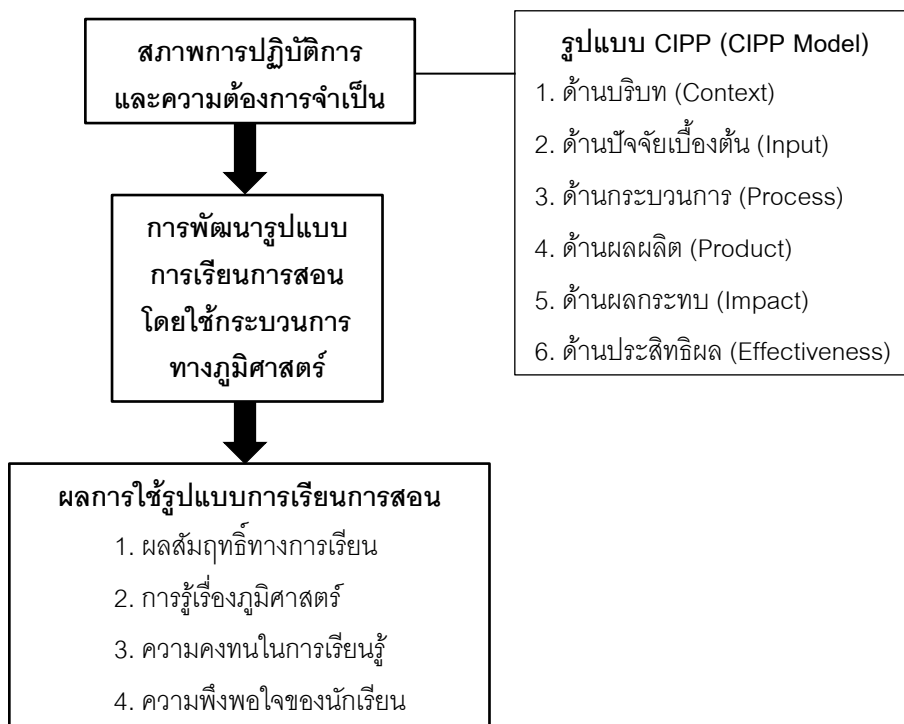 สภาพการปฏิบัติการ
และความต้องการจำเป็น
รูปแบบ CIPP (CIPP Model)
1. ด้านบริบท (Context)
2. ด้านปัจจัยเบื้องต้น (Input)
3. ด้านกระบวนการ (Process)
4. ด้านผลผลิต (Product)
5. ด้านผลกระทบ (Impact)
6. ด้านประสิทธิผล (Effectiveness)
การพัฒนารูปแบบ
การเรียนการสอน
โดยใช้กระบวนการ
ทางภูมิศาสตร์
ผลการใช้รูปแบบการเรียนการสอน
1. ผลสัมฤทธิ์ทางการเรียน
2. การรู้เรื่องภูมิศาสตร์
3. ความคงทนในการเรียนรู้
4. ความพึงพอใจของนักเรียน